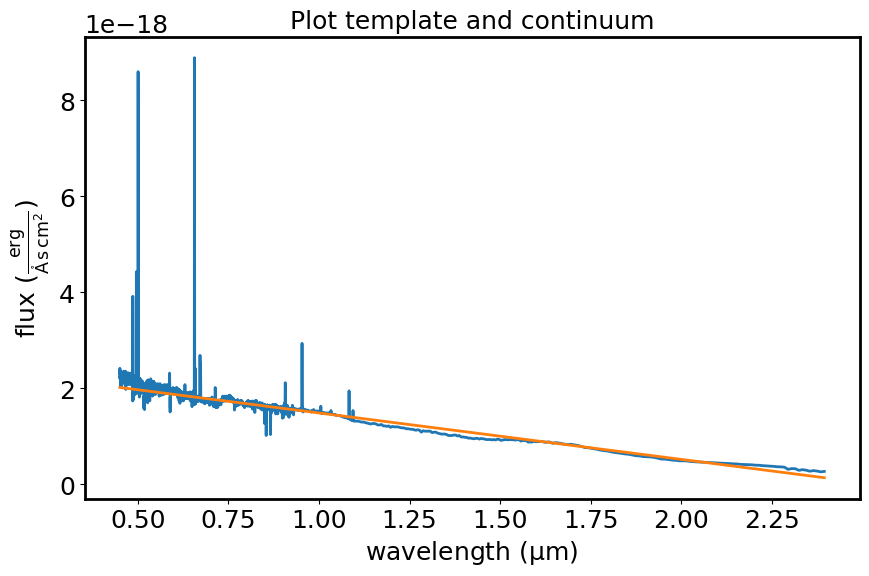 Plot template and continuum
1e−18
8
6
4
2
0
flux (erg / Å s cm²)
0.50 0.75 1.00 1.25 1.50 1.75 2.00 2.25
wavelength (μm)